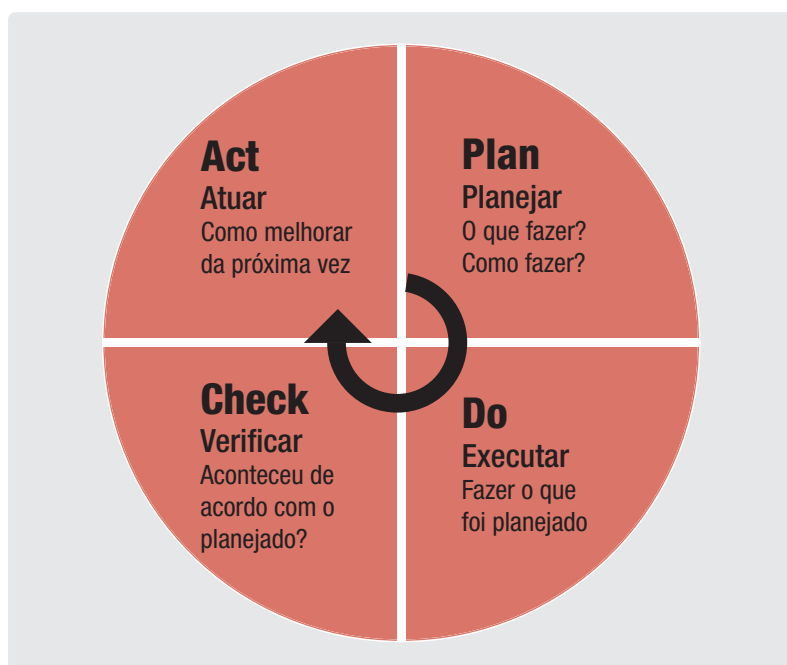 Act
Atuar
Como melhorar
da próxima vez
Plan
Planejar
O que fazer?
Como fazer?
Check
Verificar
Aconteceu de
acordo com o
planejado?
Do
Executar
Fazer o que
foi planejado